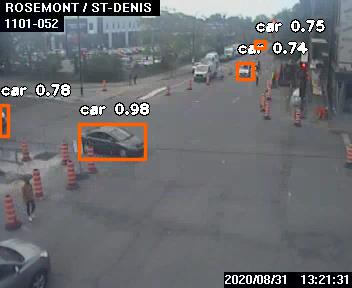 ROSEMONT / ST-DENIS
1101-052
car 0.75
car 0.74
car 0.78
car 0.98
2020/08/31 13:21:31